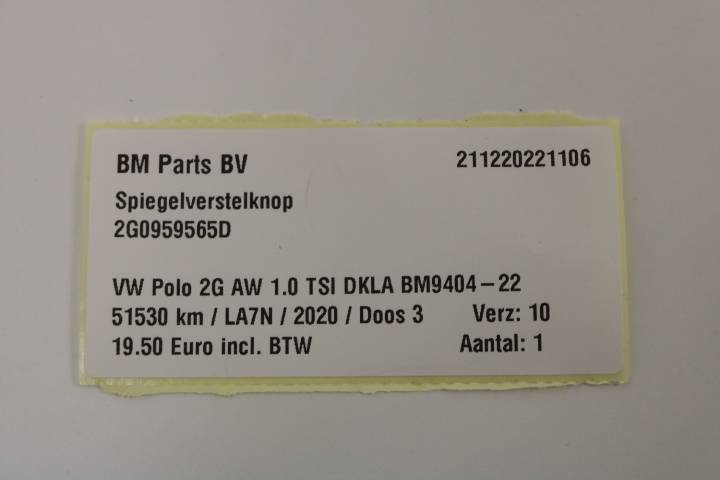 BM Parts BV 211220221106
Spiegelverstelknop
2G0959565D
VW Polo 2G AW 1.0 TSI DKLA BM9404-22
51530 km / LA7N / 2020 / Doos 3 Verz: 10
19.50 Euro incl. BTW Aantal: 1